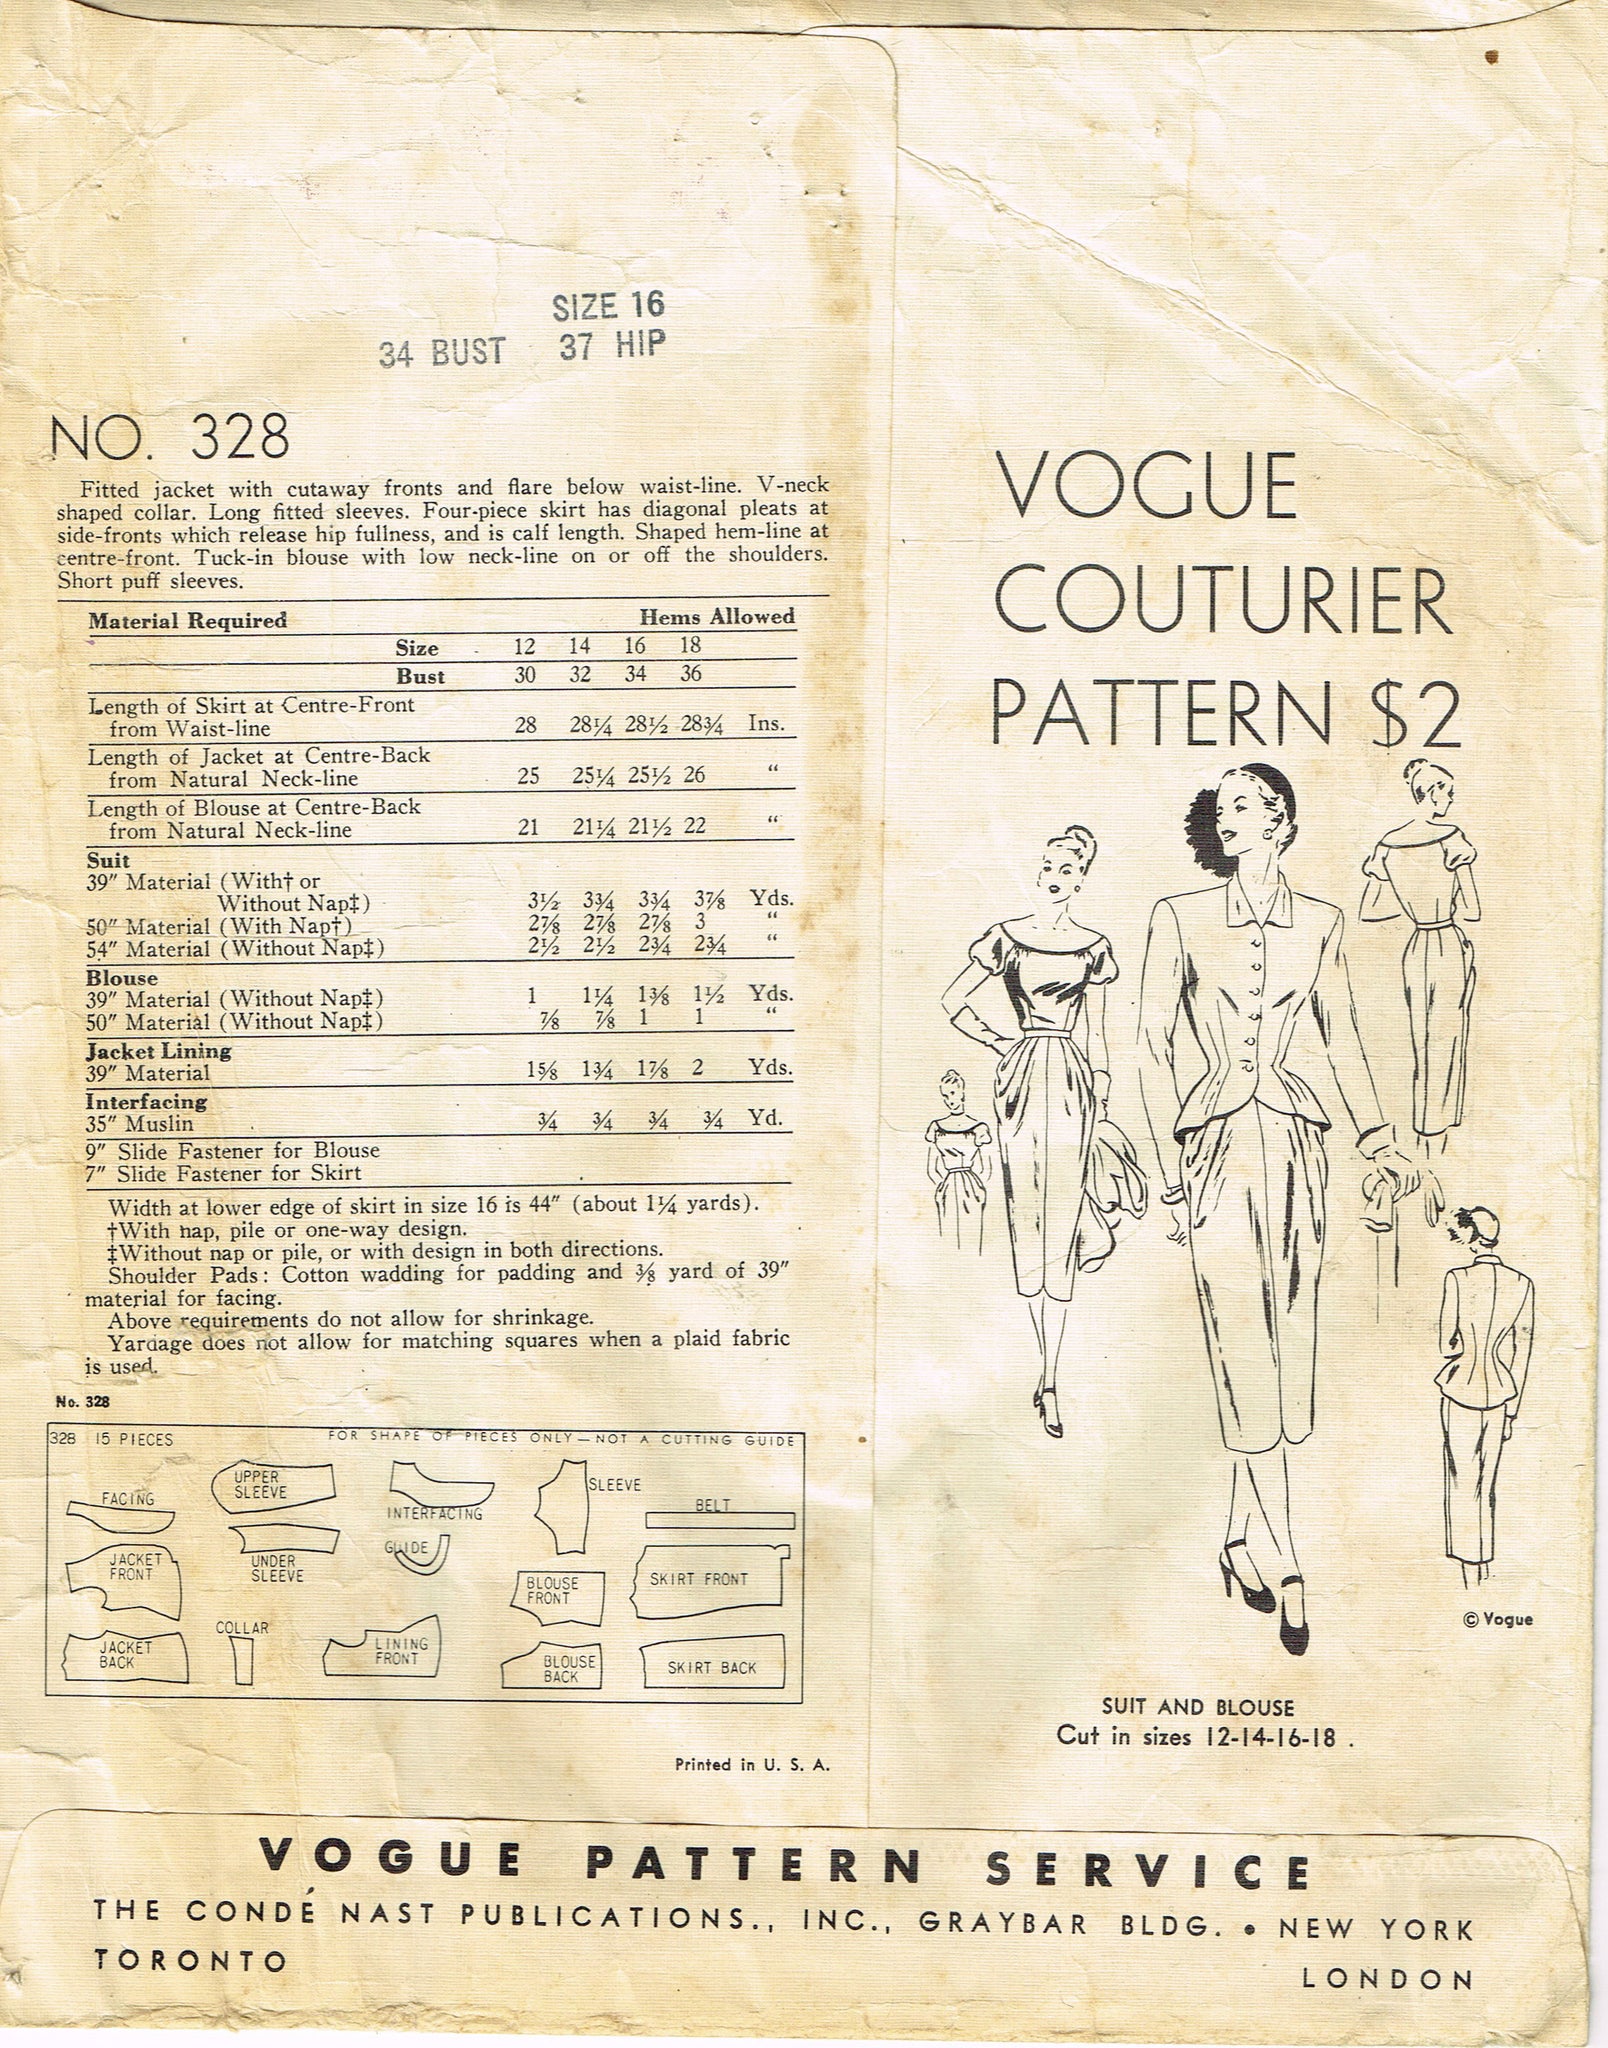 SIZE 16
34 BUST 37 HIP
NO. 328
Fitted jacket with cutaway fronts and flare below waist-line. V-neck
shaped collar. Long fitted sleeves. Four-piece skirt has diagonal pleats at
side-fronts which release hip fullness, and is calf length. Shaped hem-line at
centre-front. Tuck-in blouse with low neck-line on or off the shoulders.
Short puff sleeves.
Material Required Hems Allowed
Size 12 14 16 18
Bust 30 32 34 36
Length of Skirt at Centre-Front
from Waist-line 28 28¼ 28½ 28¾ Ins.
Length of Jacket at Centre-Back
from Natural Neck-line 25 25¼ 25½ 26 "
Length of Blouse at Centre-Back
from Natural Neck-line 21 21¼ 21½ 22 "
Suit
39" Material (With† or
Without Nap‡) 3½ 3¾ 3¾ 3⅞ Yds.
50" Material (With Nap†) 2⅞ 2⅞ 2⅞ 3 "
54" Material (Without Nap‡) 2½ 2½ 2¾ 2¾ "
Blouse
39" Material (Without Nap‡) 1 1¼ 1⅜ 1½ Yds.
50" Material (Without Nap‡) ⅞ ⅞ 1 1 "
Jacket Lining
39" Material 1⅝ 1¾ 1⅞ 2 Yds.
Interfacing
35" Muslin ¾ ¾ ¾ ¾ Yd.
9" Slide Fastener for Blouse
7" Slide Fastener for Skirt
Width at lower edge of skirt in size 16 is 44" (about 1¼ yards).
†With nap, pile or one-way design.
‡Without nap or pile, or with design in both directions.
Shoulder Pads: Cotton wadding for padding and ⅜ yard of 39"
material for facing.
Above requirements do not allow for shrinkage.
Yardage does not allow for matching squares when a plaid fabric
is used.
No. 328
328 15 PIECES FOR SHAPE OF PIECES ONLY—NOT A CUTTING GUIDE
FACING
UPPER
SLEEVE
INTERFACING
SLEEVE
BELT
JACKET
FRONT
UNDER
SLEEVE
GUIDE
BLOUSE
FRONT
SKIRT FRONT
JACKET
BACK
COLLAR
LINING
FRONT
BLOUSE
BACK
SKIRT BACK
Printed in U. S. A.
VOGUE
COUTURIER
PATTERN $2
© Vogue
SUIT AND BLOUSE
Cut in sizes 12-14-16-18 .
VOGUE PATTERN SERVICE
THE CONDÉ NAST PUBLICATIONS., INC., GRAYBAR BLDG. • NEW YORK
TORONTO LONDON